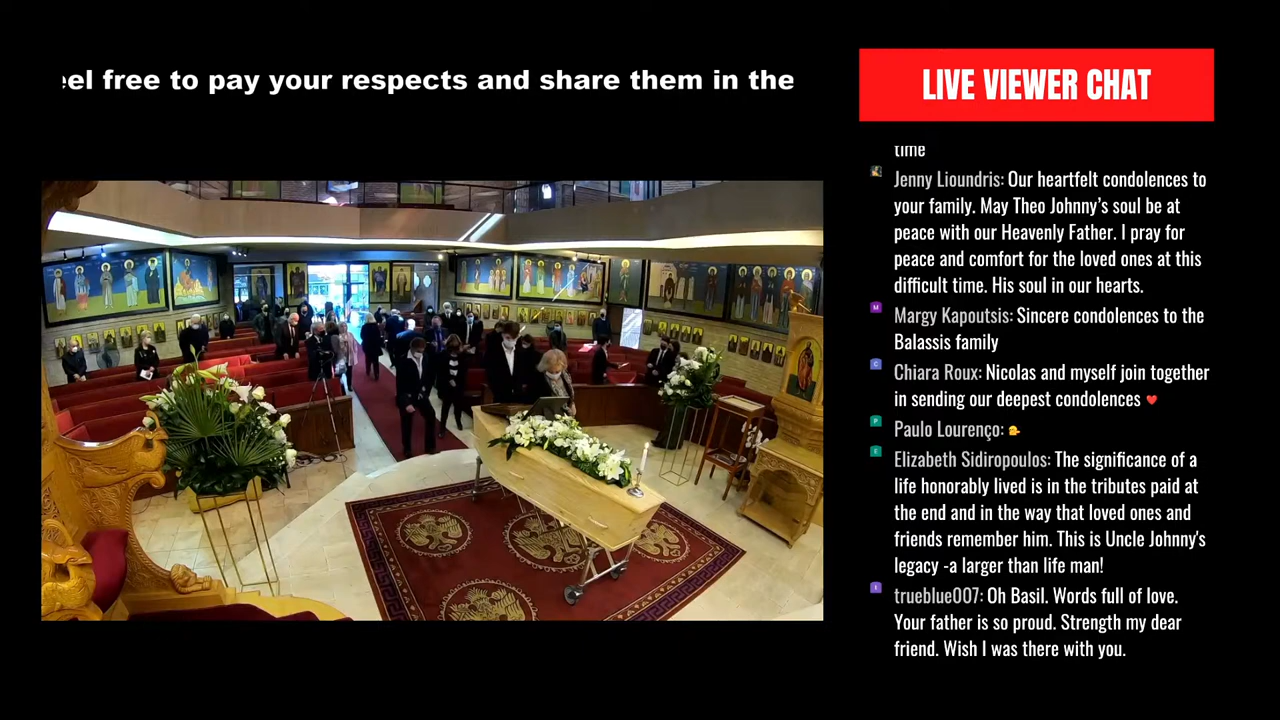 eel free to pay your respects and share them in the
LIVE VIEWER CHAT
time
Jenny Lioundris: Our heartfelt condolences to
your family. May Theo Johnny’s soul be at
peace with our Heavenly Father. I pray for
peace and comfort for the loved ones at this
difficult time. His soul in our hearts.
Margy Kapoutsis: Sincere condolences to the
Balassis family
Chiara Roux: Nicolas and myself join together
in sending our deepest condolences ❤️
Paulo Lourenço:
Elizabeth Sidiropoulos: The significance of a
life honorably lived is in the tributes paid at
the end and in the way that loved ones and
friends remember him. This is Uncle Johnny's
legacy -a larger than life man!
trueblue007: Oh Basil. Words full of love.
Your father is so proud. Strength my dear
friend. Wish I was there with you.